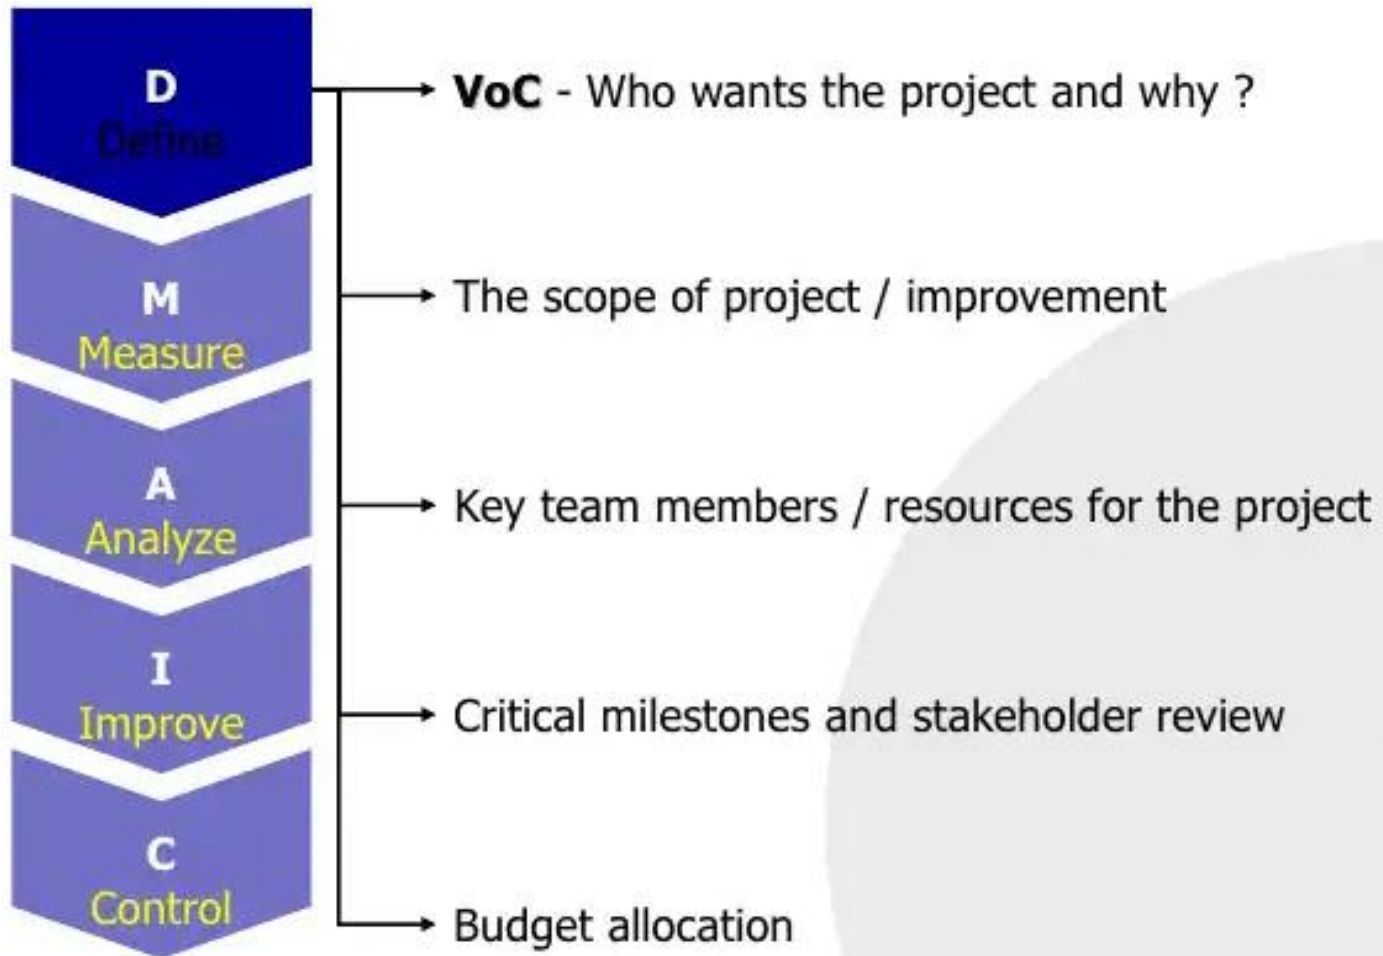 D
Define
VoC - Who wants the project and why ?
M
Measure
The scope of project / improvement
A
Analyze
Key team members / resources for the project
I
Improve
Critical milestones and stakeholder review
C
Control
Budget allocation